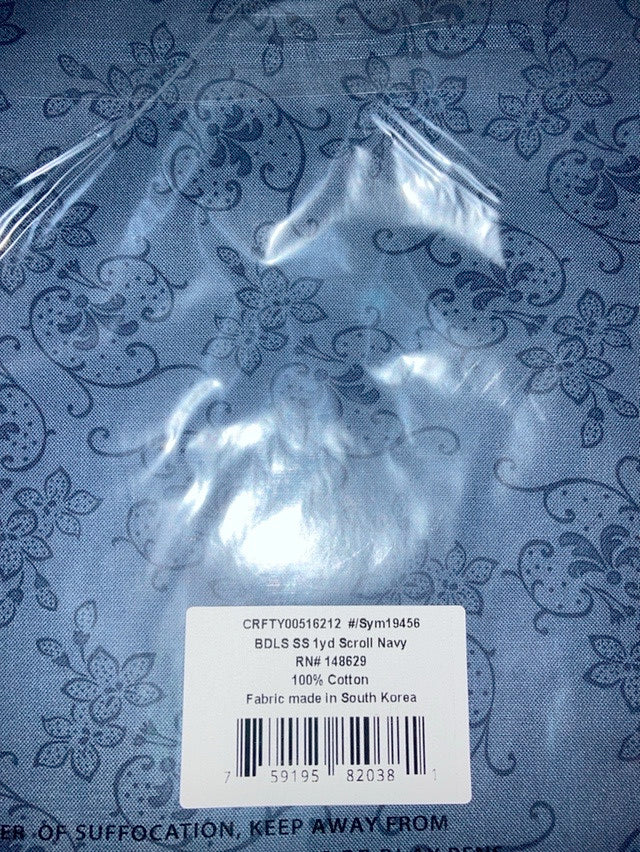 CRFTY00516212 #/Sym19456
BDLS SS 1yd Scroll Navy
RN# 148629
100% Cotton
Fabric made in South Korea
7 59195 82038 1
OF SUFFOCATION, KEEP AWAY FROM